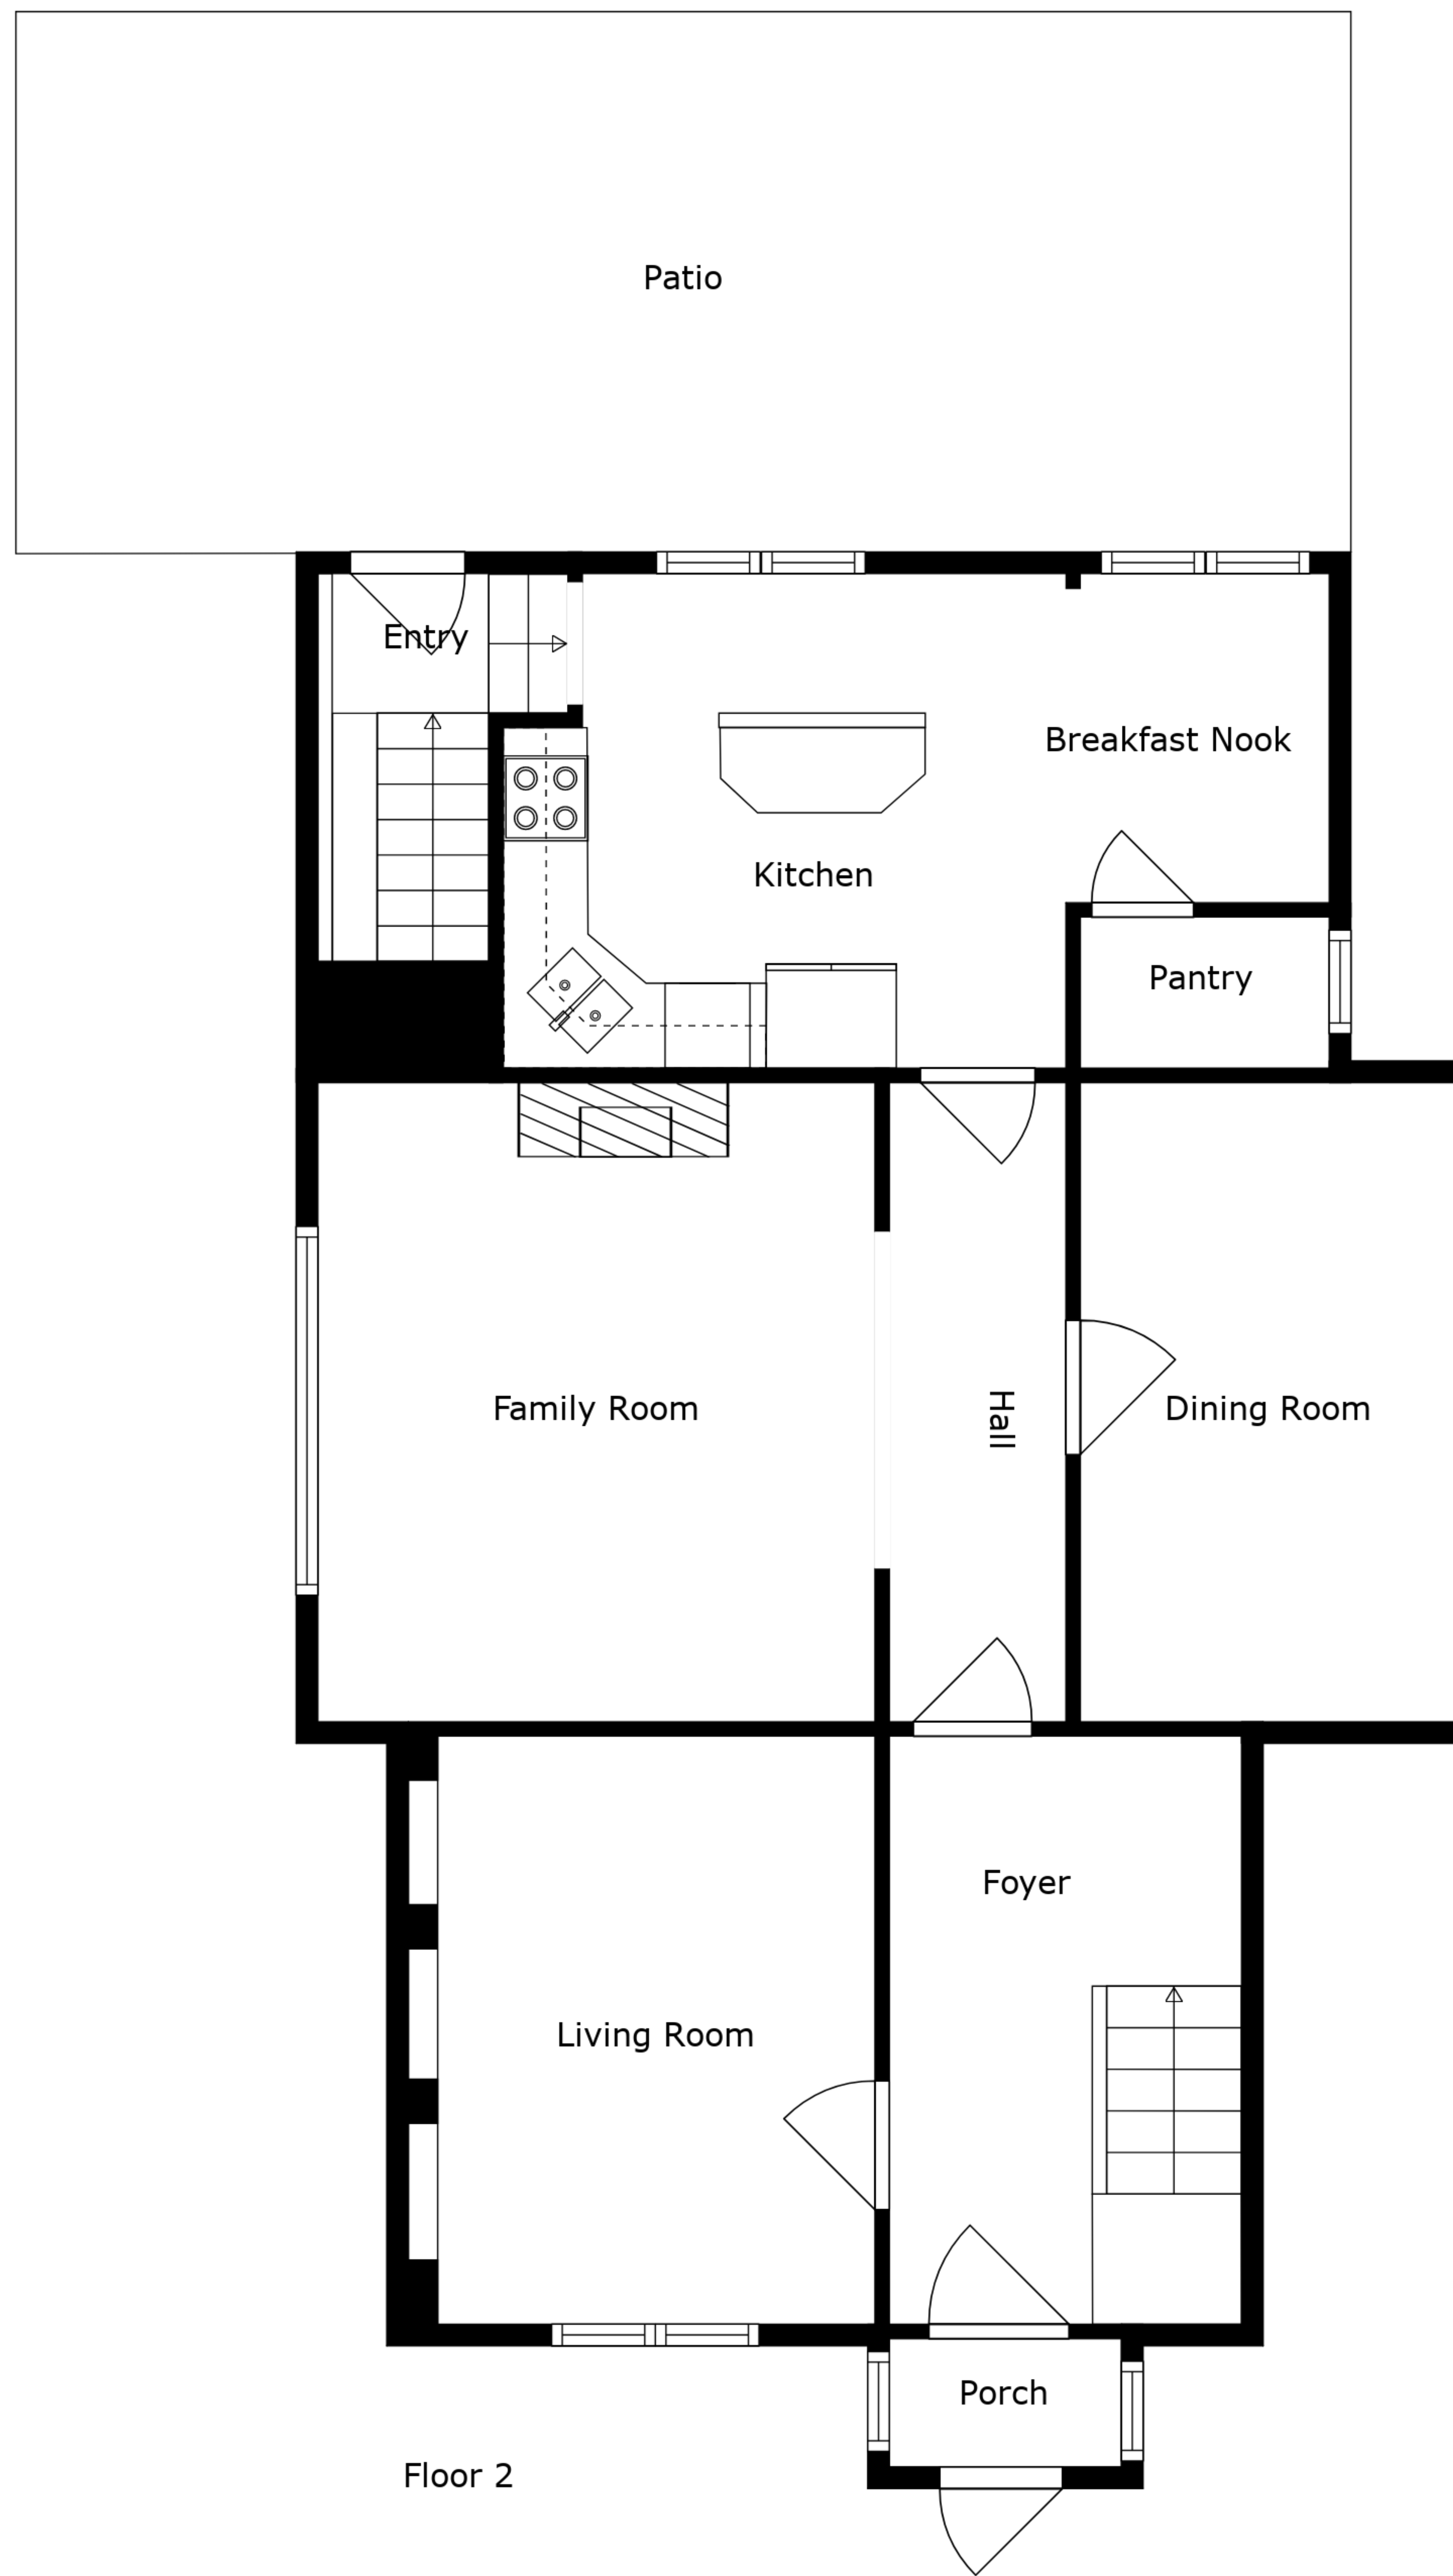 Patio
Entry
Breakfast Nook
Kitchen
Pantry
Family Room
Hall
Dining Room
Foyer
Living Room
Porch
Floor 2